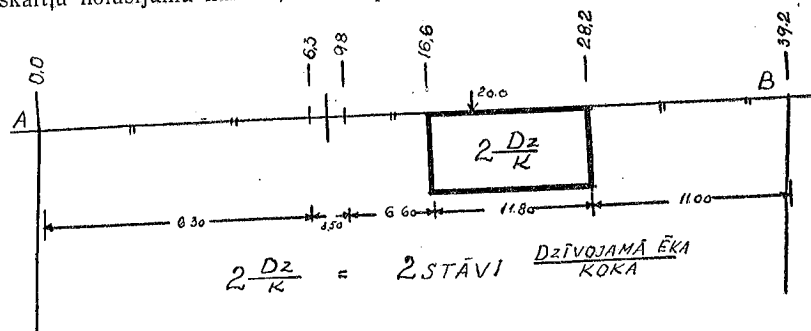 0,0 6,3 9,8 16,6 28,2 39,2
A 20.0 B
2 Dz/K
6 30 3,50 6 60 11.80 11.00
2 Dz/K = 2 STĀVI DZĪVOJAMĀ ĒKA/KOKA